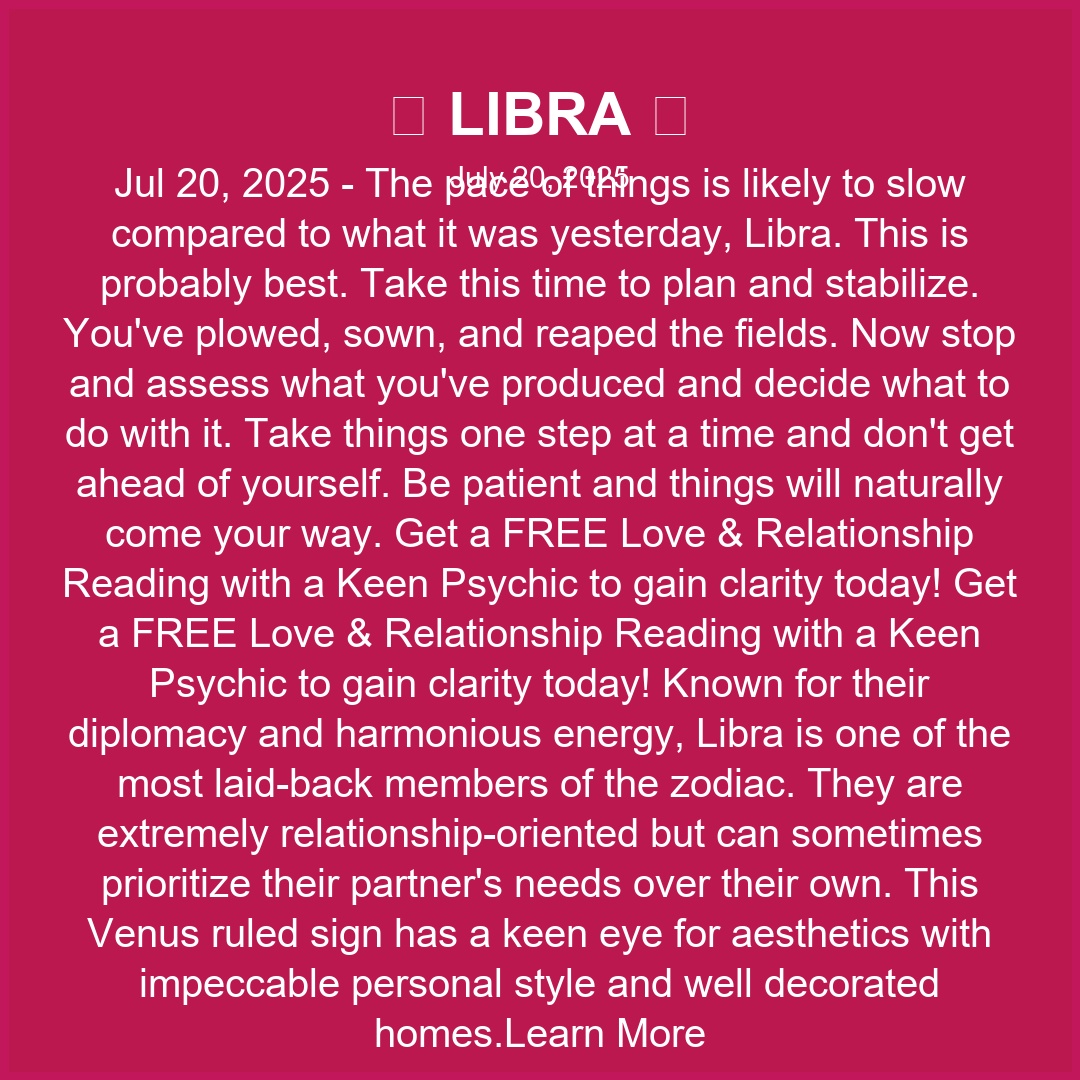 LIBRA
July 20, 2025
Jul 20, 2025 - The pace of things is likely to slow
compared to what it was yesterday, Libra. This is
probably best. Take this time to plan and stabilize.
You've plowed, sown, and reaped the fields. Now stop
and assess what you've produced and decide what to
do with it. Take things one step at a time and don't get
ahead of yourself. Be patient and things will naturally
come your way. Get a FREE Love & Relationship
Reading with a Keen Psychic to gain clarity today! Get
a FREE Love & Relationship Reading with a Keen
Psychic to gain clarity today! Known for their
diplomacy and harmonious energy, Libra is one of the
most laid-back members of the zodiac. They are
extremely relationship-oriented but can sometimes
prioritize their partner's needs over their own. This
Venus ruled sign has a keen eye for aesthetics with
impeccable personal style and well decorated
homes.Learn More